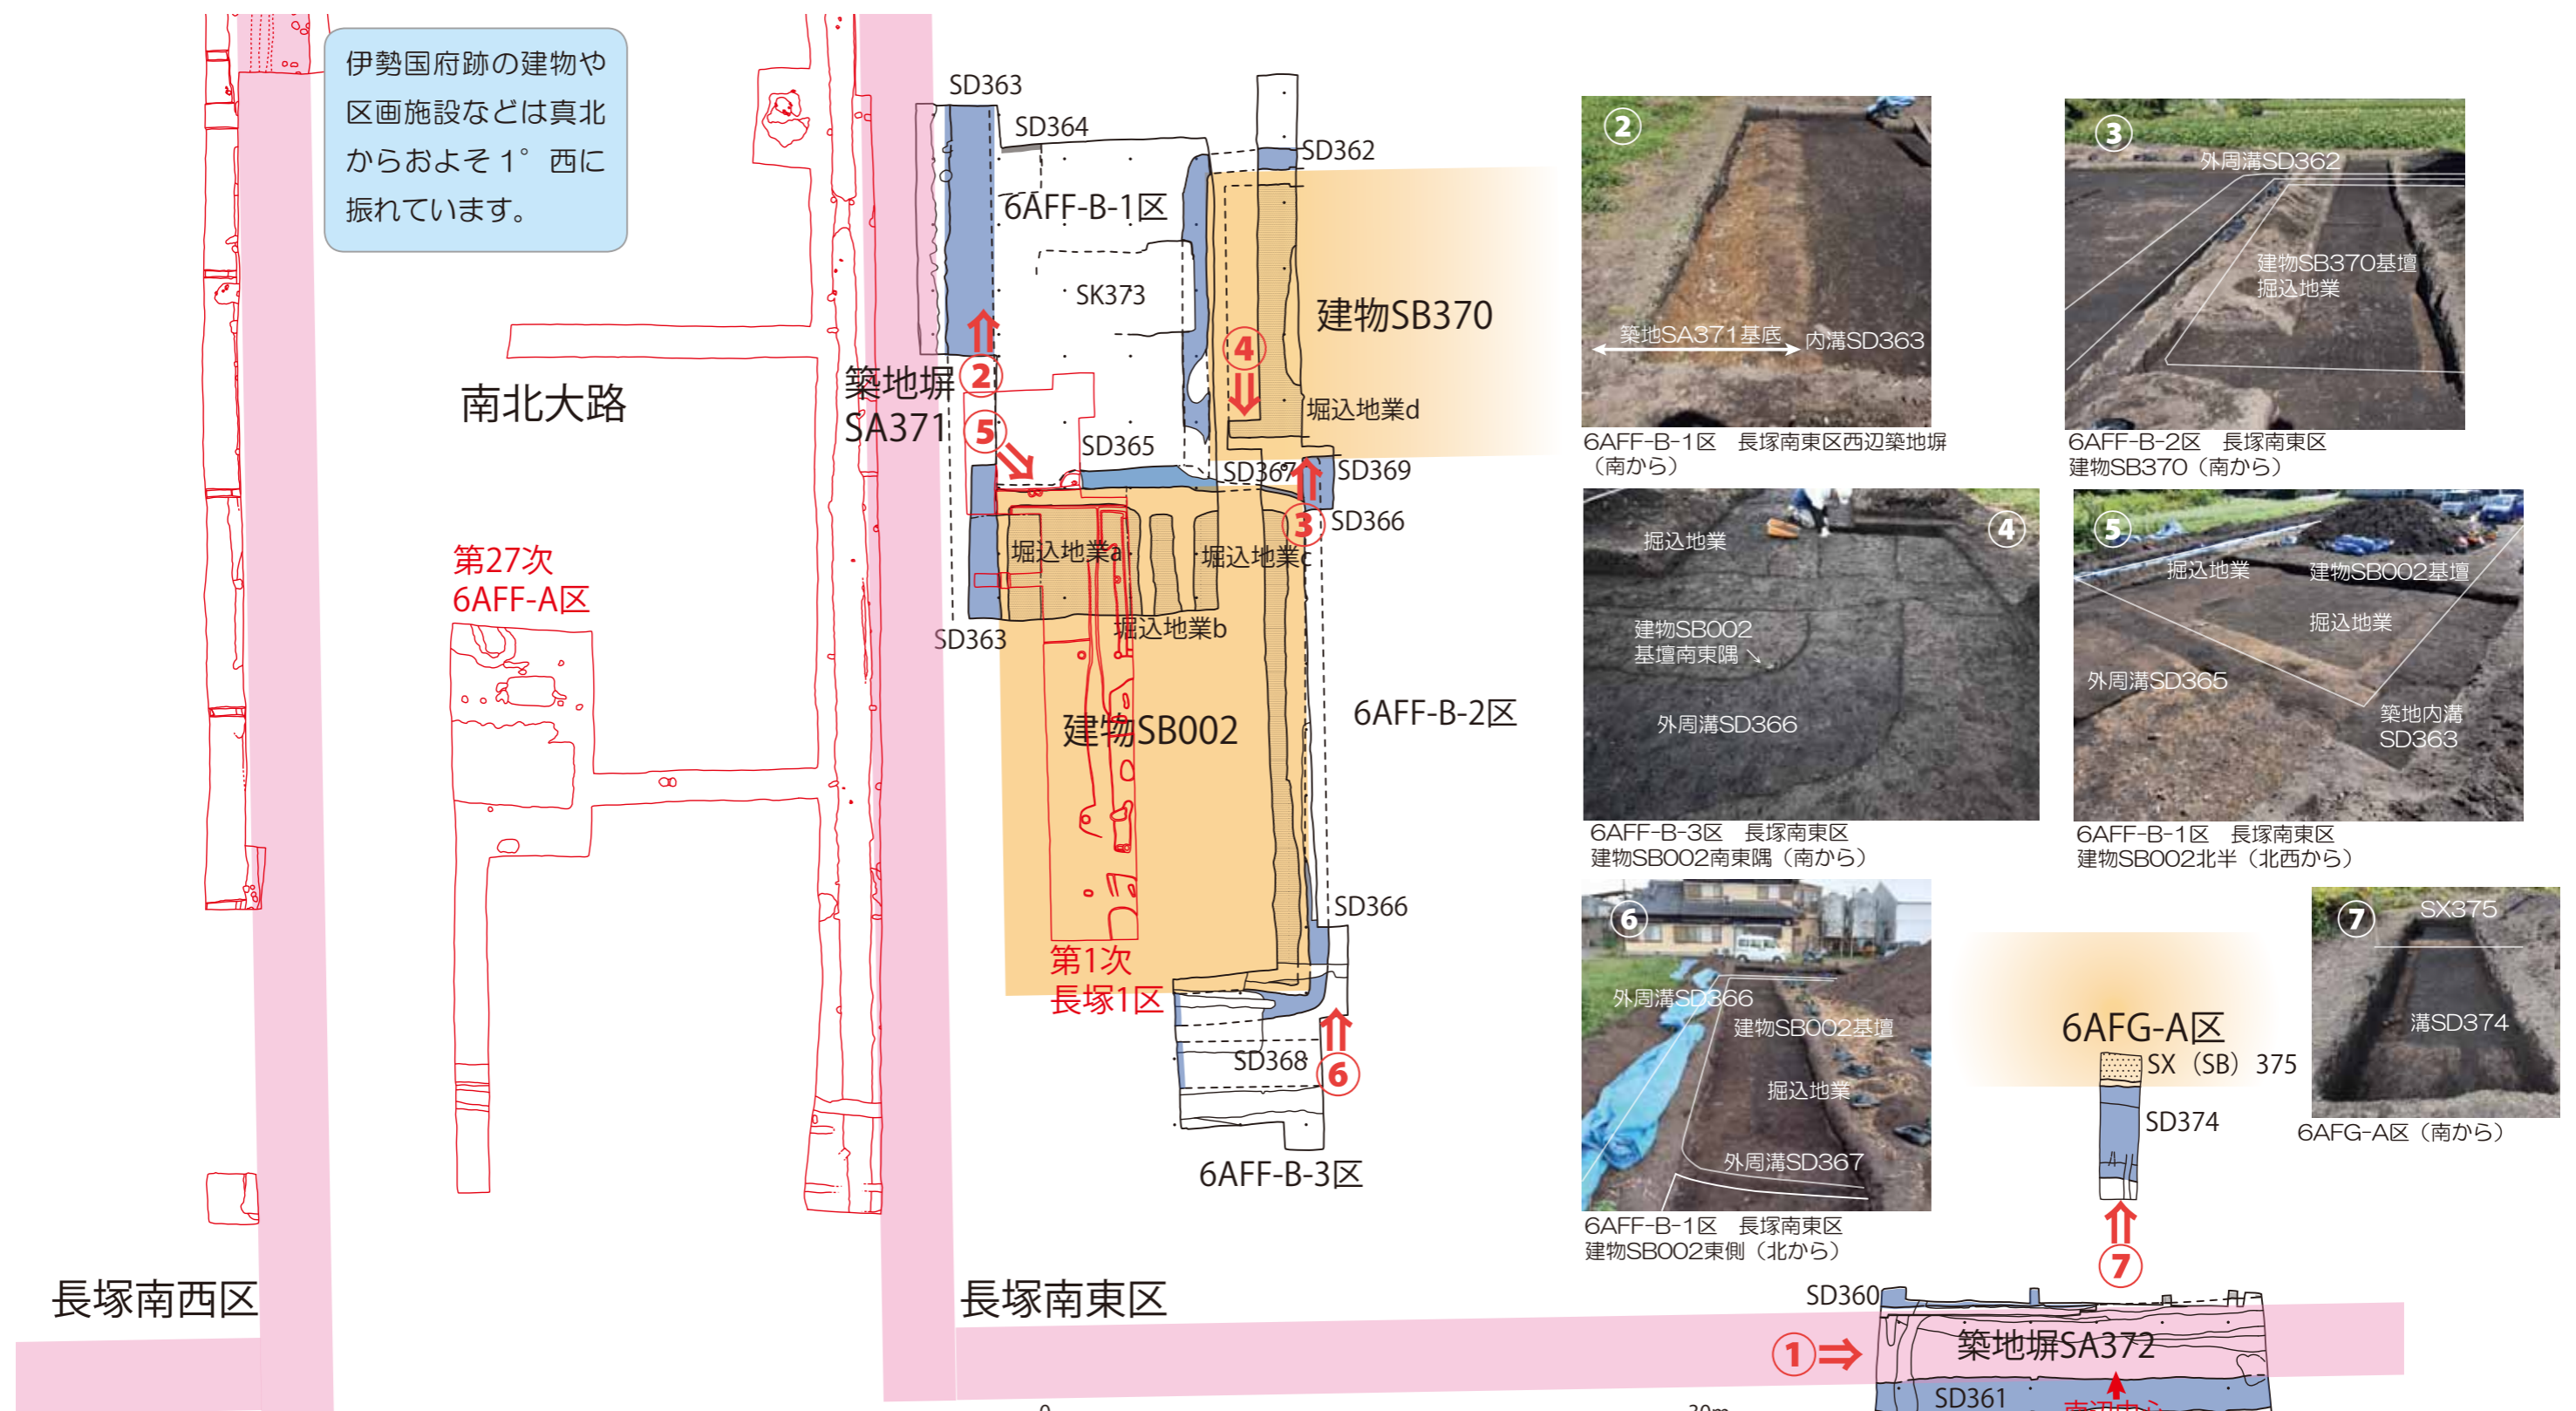 伊勢国府跡の建物や
区画施設などは真北
からおよそ1°西に
振れています。
SD363
SD364
SD362
6AFF-B-1区
SK373
建物SB370
南北大路
築地塀
SA371
②
④
⑤
堀込地業d
SD365
SD367
SD369
③
SD366
堀込地業a
堀込地業c
第27次
6AFF-A区
SD363
堀込地業b
建物SB002
6AFF-B-2区
SD366
第1次
長塚1区
SD368
⑥
6AFF-B-3区
長塚南西区
長塚南東区
②
築地SA371基底
内溝SD363
6AFF-B-1区　長塚南東区西辺築地塀
（南から）
③
外周溝SD362
建物SB370基壇
掘込地業
6AFF-B-2区　長塚南東区
建物SB370（南から）
④
掘込地業
建物SB002
基壇南東隅
外周溝SD366
6AFF-B-3区　長塚南東区
建物SB002南東隅（南から）
⑤
掘込地業
建物SB002基壇
掘込地業
外周溝SD365
築地内溝
SD363
6AFF-B-1区　長塚南東区
建物SB002北半（北西から）
⑥
外周溝SD366
建物SB002基壇
掘込地業
外周溝SD367
6AFF-B-1区　長塚南東区
建物SB002東側（北から）
⑦
SX375
溝SD374
6AFG-A区（南から）
6AFG-A区
SX（SB）375
SD374
⑦
SD360
①
築地塀SA372
SD361